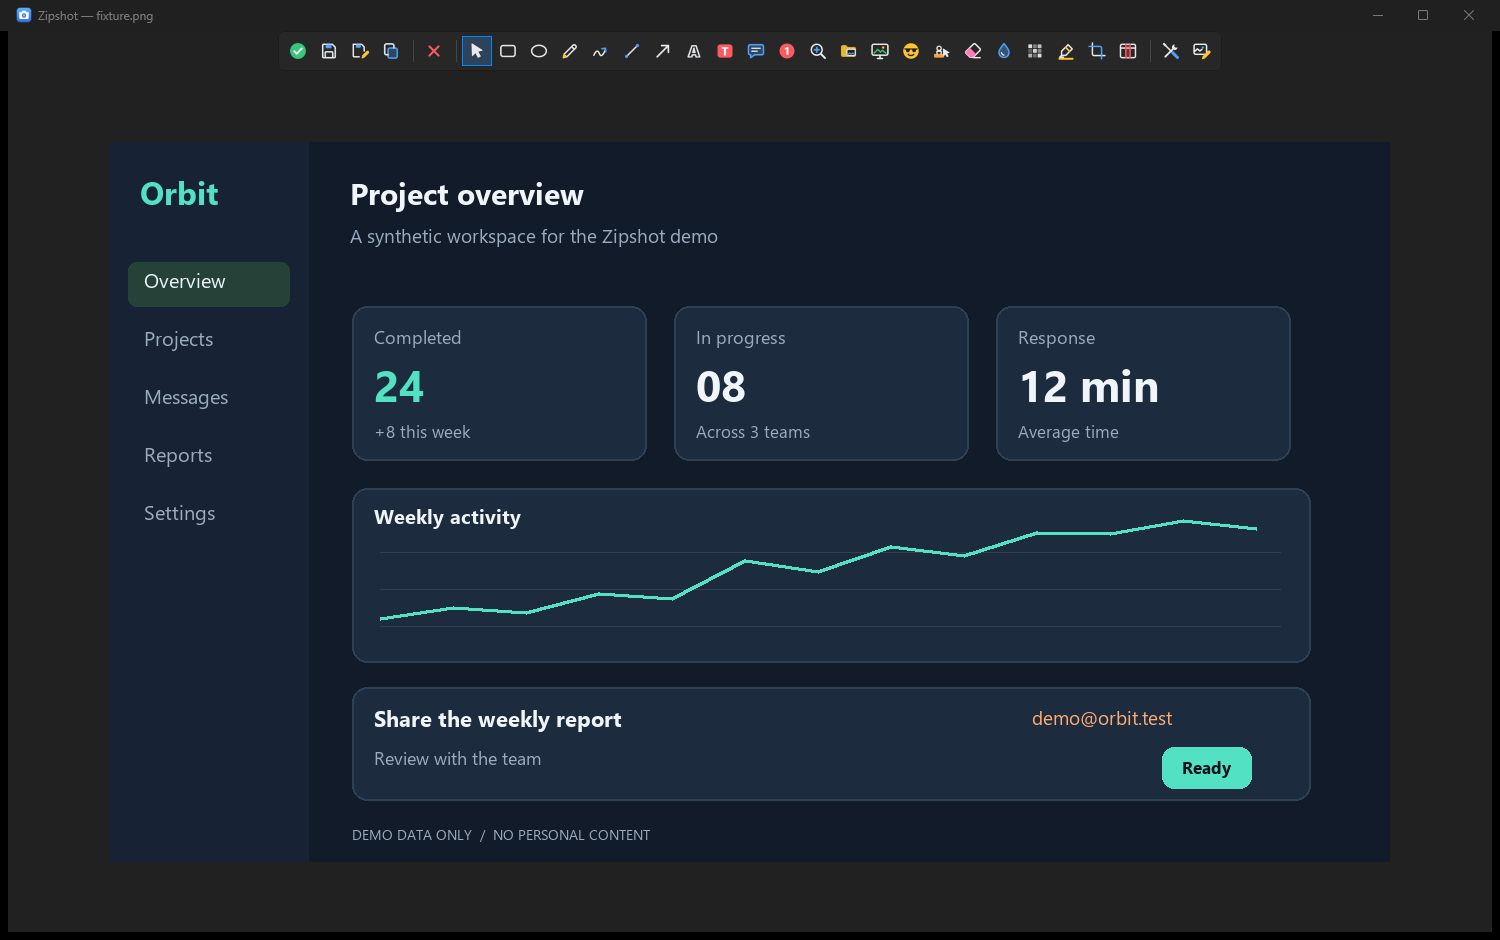 Zipshot — fixture.png
Orbit
Overview
Projects
Messages
Reports
Settings
Project overview
A synthetic workspace for the Zipshot demo
Completed
24
+8 this week
In progress
08
Across 3 teams
Response
12 min
Average time
Weekly activity
Share the weekly report
Review with the team
demo@orbit.test
Ready
DEMO DATA ONLY / NO PERSONAL CONTENT